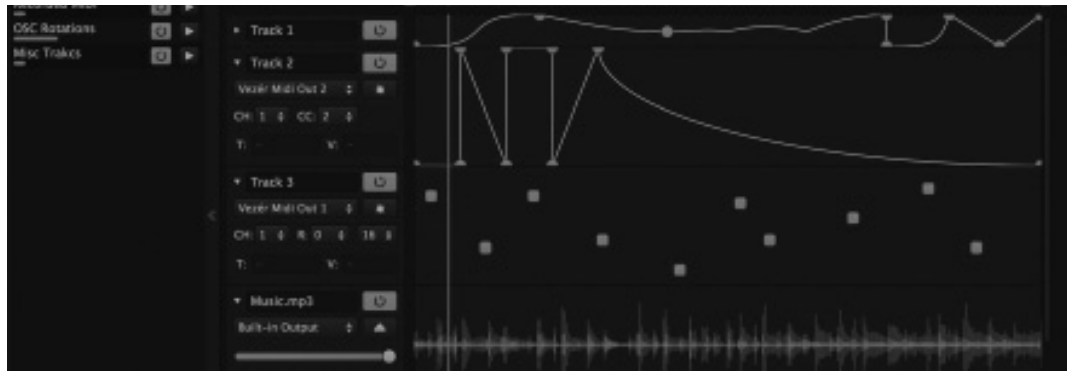 OSC Rotations
Misc Trakcs
Track 1
Track 2
Vezér Midi Out 2
CH: 1 CC: 2
T: - V: -
Track 3
Vezér Midi Out 1
CH: 1 R: 0 16
T: - V: -
Music.mp3
Built-in Output